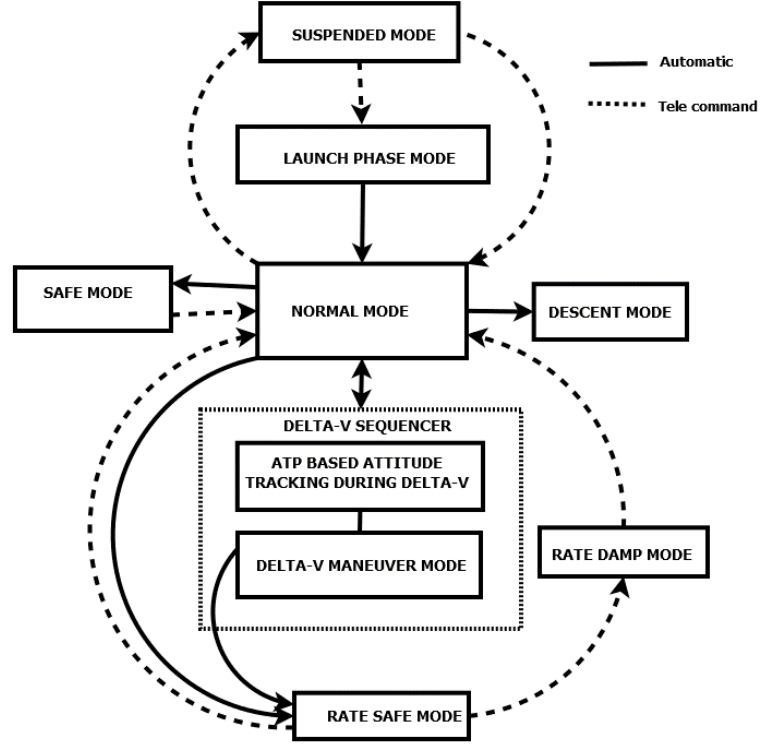 SUSPENDED MODE
Automatic
Tele command
LAUNCH PHASE MODE
SAFE MODE
NORMAL MODE
DESCENT MODE
DELTA-V SEQUENCER
ATP BASED ATTITUDE
TRACKING DURING DELTA-V
DELTA-V MANEUVER MODE
RATE DAMP MODE
RATE SAFE MODE